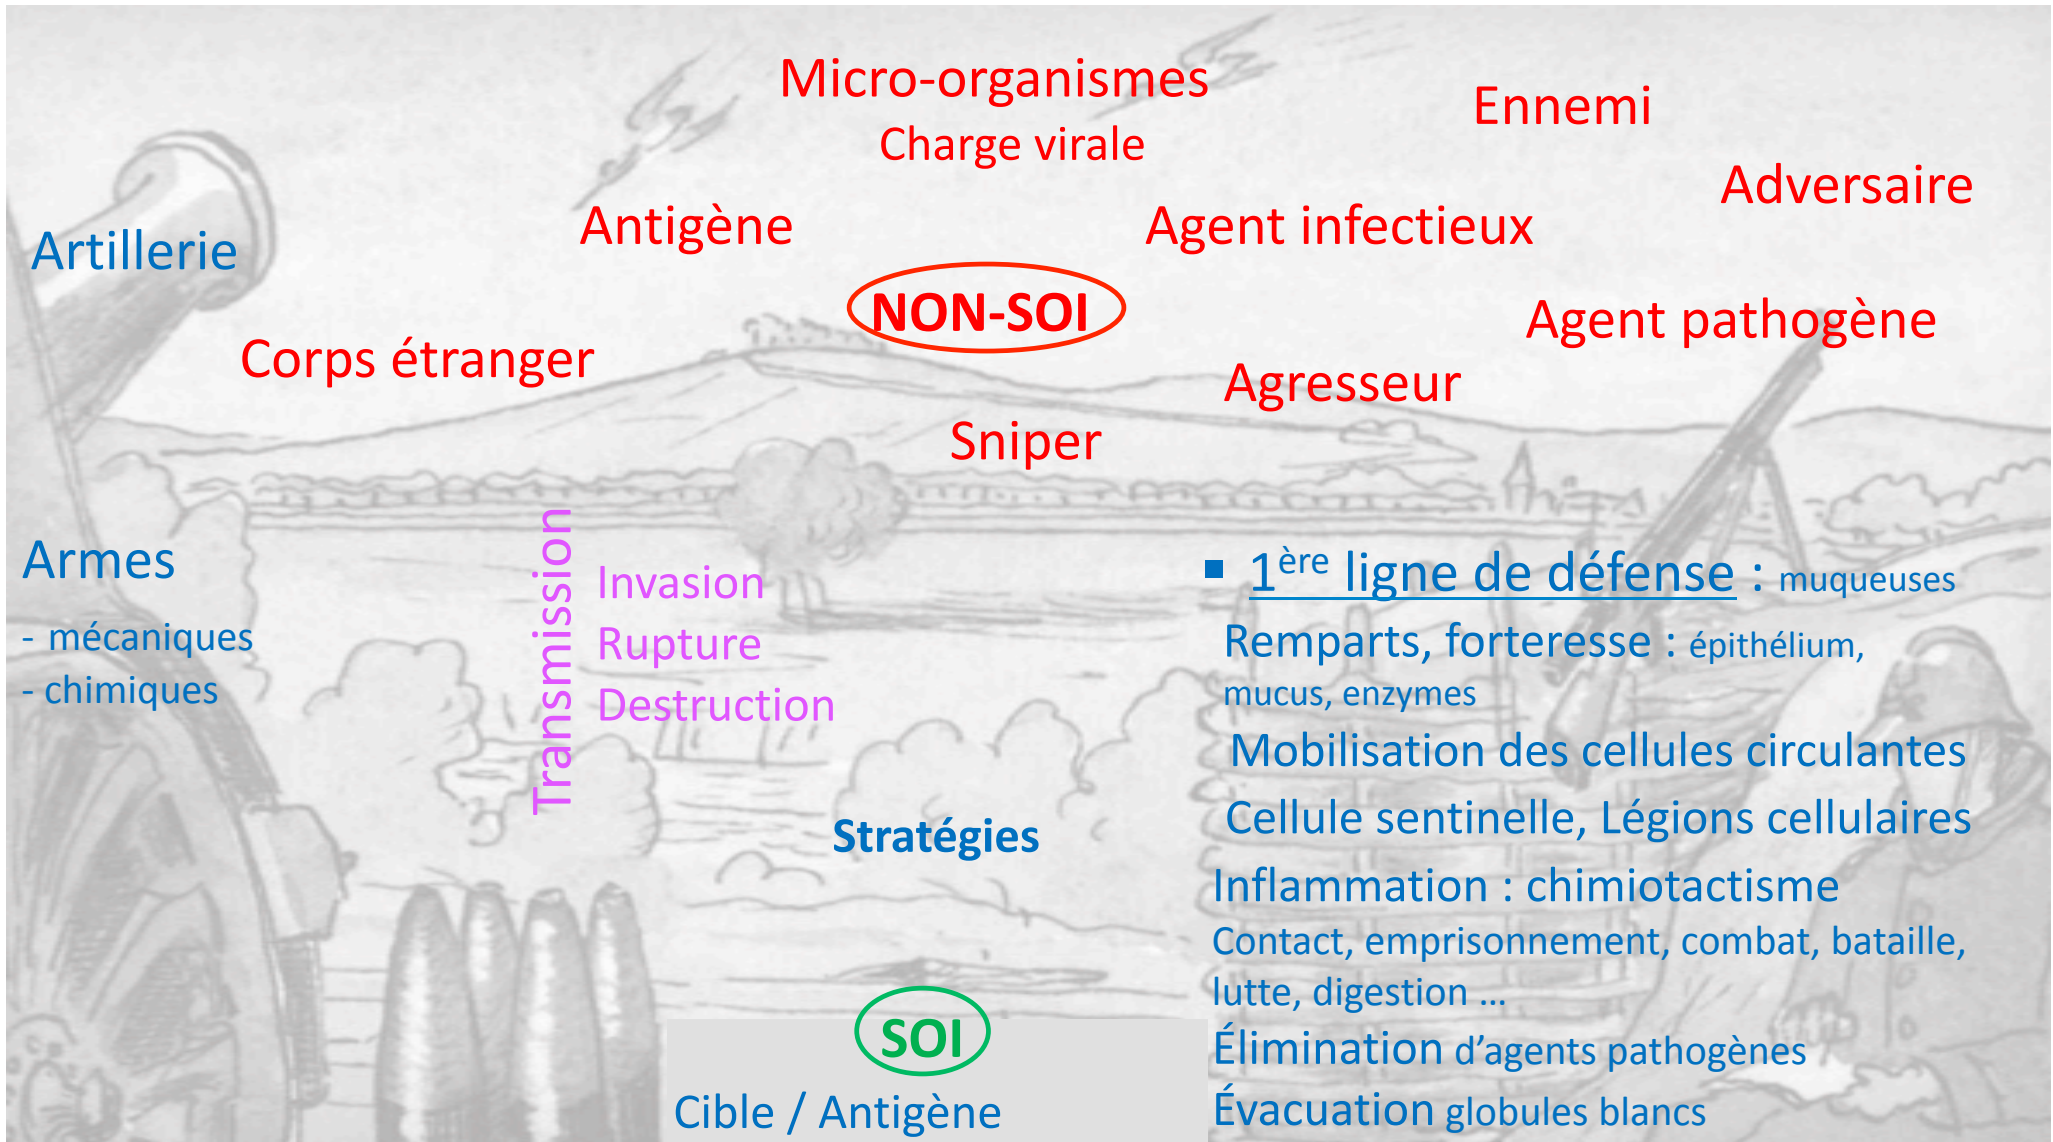 Micro-organismes
Charge virale
Ennemi
Adversaire
Antigène
Agent infectieux
Artillerie
NON-SOI
Agent pathogène
Corps étranger
Agresseur
Sniper
Armes
- mécaniques
- chimiques
Transmission
Invasion
Rupture
Destruction
Stratégies
▪ 1ère ligne de défense : muqueuses
Remparts, forteresse : épithélium,
mucus, enzymes
Mobilisation des cellules circulantes
Cellule sentinelle, Légions cellulaires
Inflammation : chimiotactisme
Contact, emprisonnement, combat, bataille,
lutte, digestion ...
Élimination d’agents pathogènes
Évacuation globules blancs
SOI
Cible / Antigène